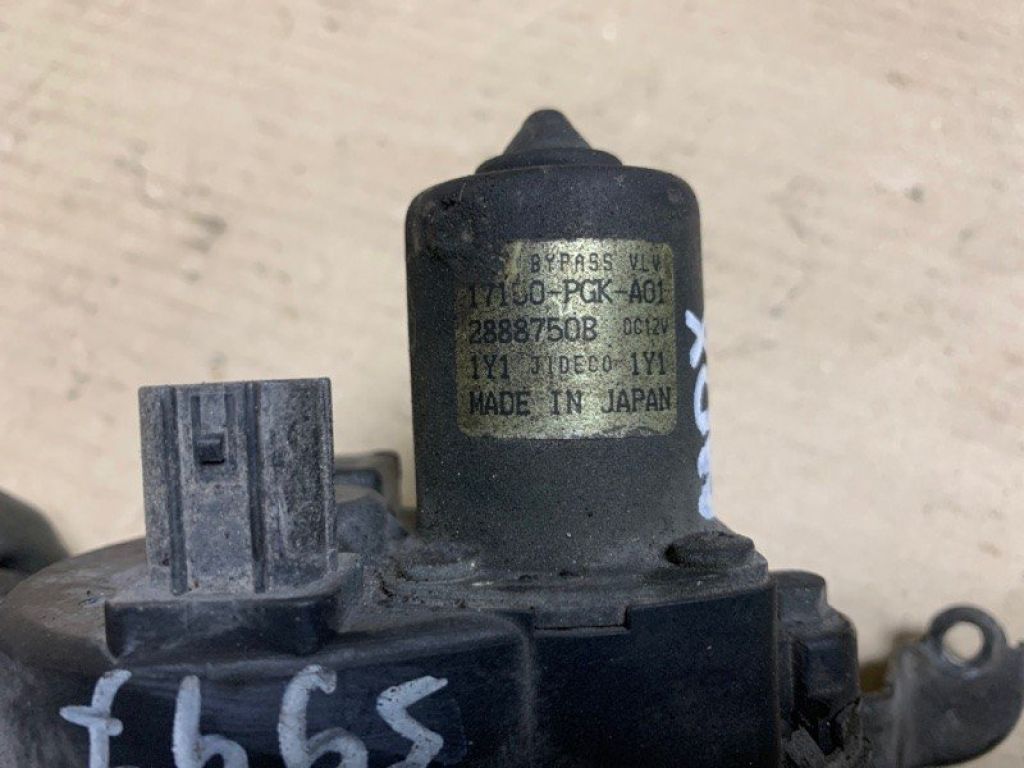 BYPASS VLV
17160-PGK-A01
2888750B DC12V
1Y1 JIDECO 1Y1
MADE IN JAPAN